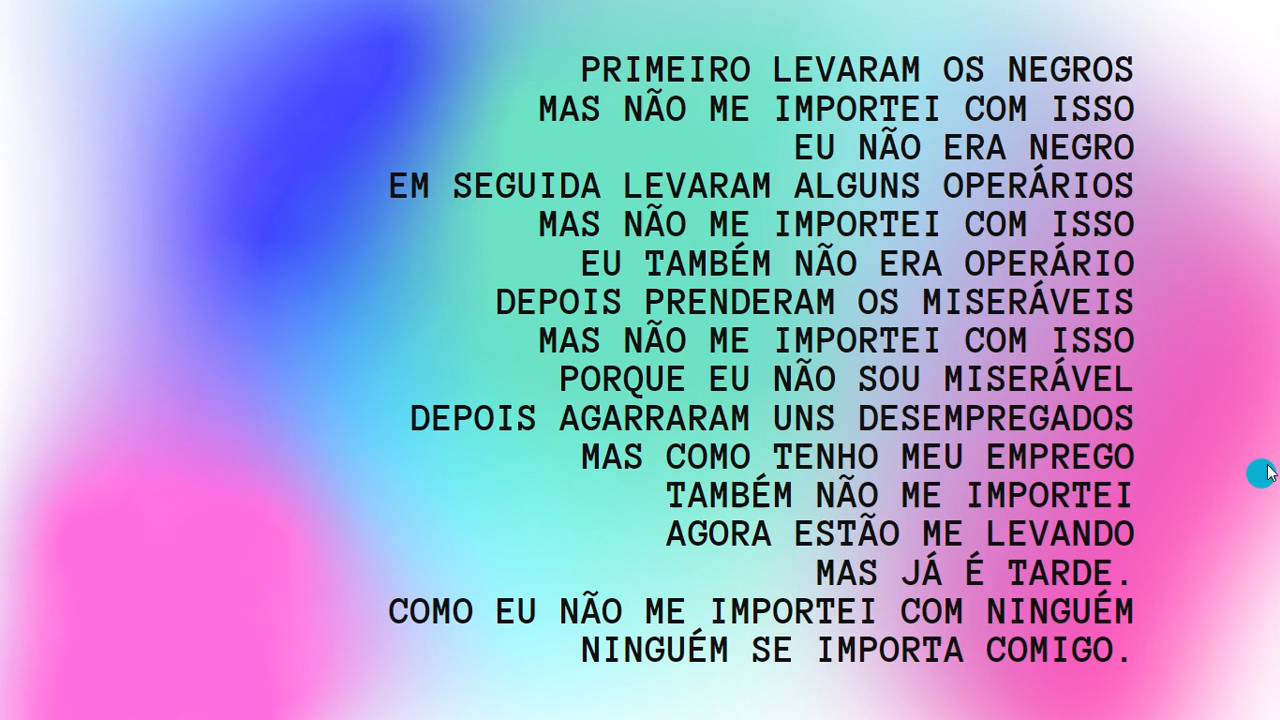 PRIMEIRO LEVARAM OS NEGROS
MAS NÃO ME IMPORTEI COM ISSO
EU NÃO ERA NEGRO
EM SEGUIDA LEVARAM ALGUNS OPERÁRIOS
MAS NÃO ME IMPORTEI COM ISSO
EU TAMBÉM NÃO ERA OPERÁRIO
DEPOIS PRENDERAM OS MISERÁVEIS
MAS NÃO ME IMPORTEI COM ISSO
PORQUE EU NÃO SOU MISERÁVEL
DEPOIS AGARRARAM UNS DESEMPREGADOS
MAS COMO TENHO MEU EMPREGO
TAMBÉM NÃO ME IMPORTEI
AGORA ESTÃO ME LEVANDO
MAS JÁ É TARDE.
COMO EU NÃO ME IMPORTEI COM NINGUÉM
NINGUÉM SE IMPORTA COMIGO.